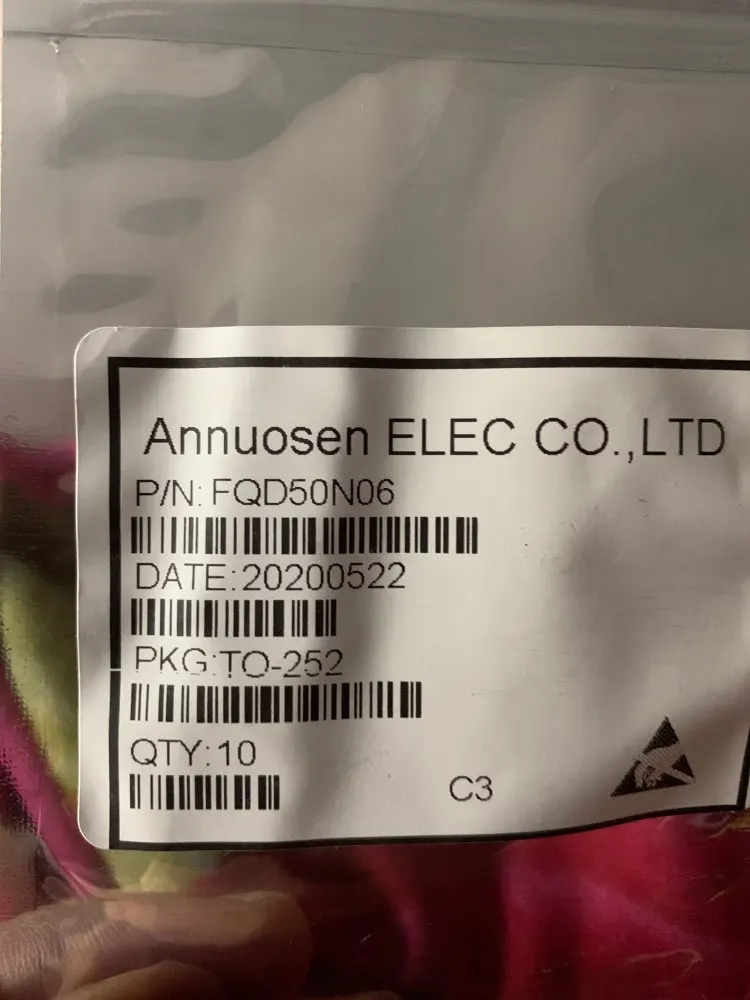 Annuosen ELEC CO.,LTD
P/N: FQD50N06
DATE:20200522
PKG:TO-252
QTY:10
C3